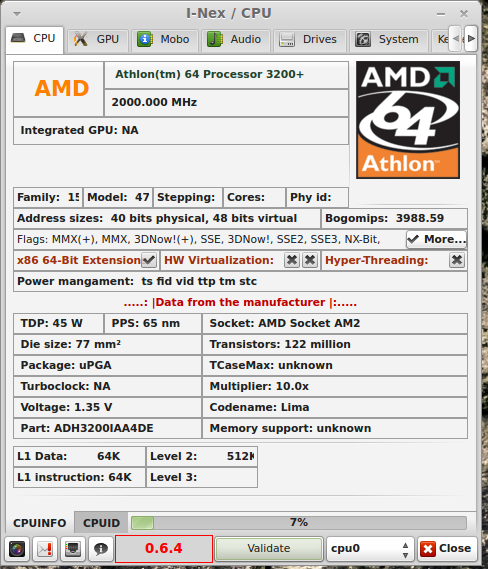 I-Nex / CPU
CPU GPU Mobo Audio Drives System Ke
AMD
Athlon(tm) 64 Processor 3200+
2000.000 MHz
Integrated GPU: NA
AMD
64
Athlon™
Family: 15 Model: 47 Stepping: Cores: Phy id:
Address sizes: 40 bits physical, 48 bits virtual Bogomips: 3988.59
Flags: MMX(+), MMX, 3DNow!(+), SSE, 3DNow!, SSE2, SSE3, NX-Bit, More...
x86 64-Bit Extension HW Virtualization: Hyper-Threading:
Power mangament: ts fid vid ttp tm stc
.....: |Data from the manufacturer |:.....
TDP: 45 W PPS: 65 nm Socket: AMD Socket AM2
Die size: 77 mm² Transistors: 122 million
Package: uPGA TCaseMax: unknown
Turboclock: NA Multiplier: 10.0x
Voltage: 1.35 V Codename: Lima
Part: ADH3200IAA4DE Memory support: unknown
L1 Data: 64K Level 2: 512K
L1 instruction: 64K Level 3:
CPUINFO CPUID 7%
0.6.4 Validate cpu0 Close